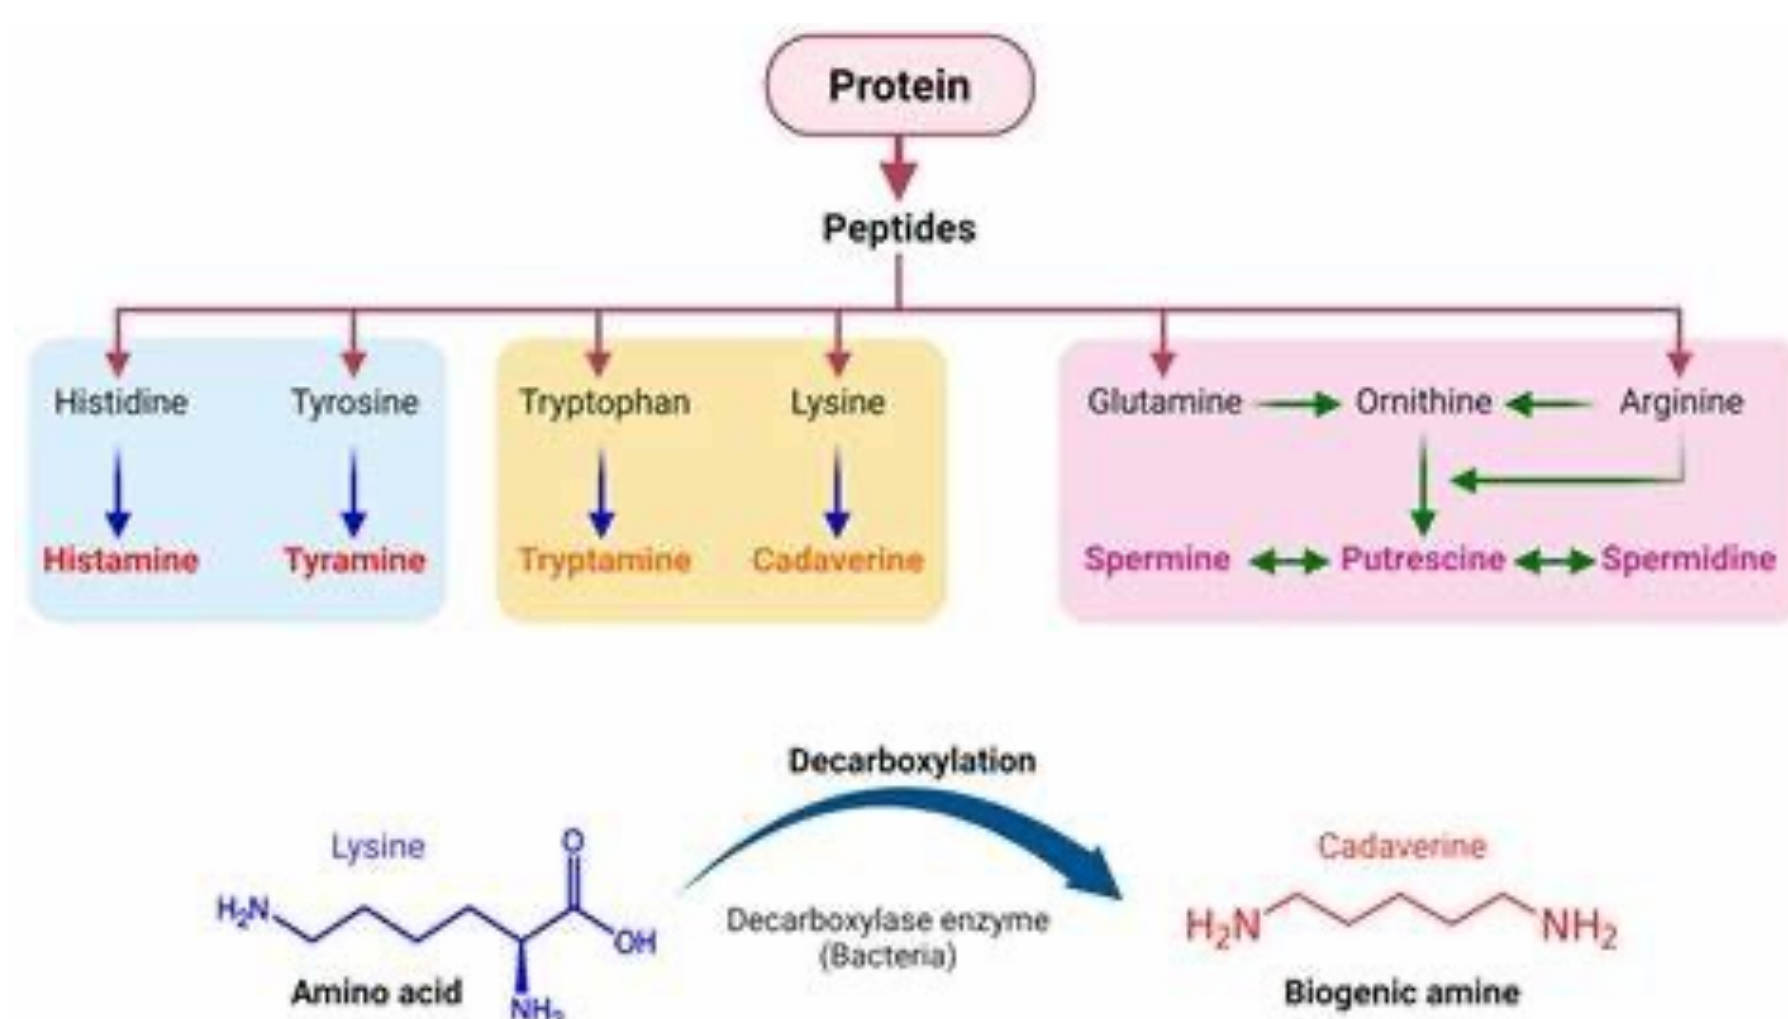 Protein
Peptides
Histidine Tyrosine Tryptophan Lysine Glutamine Ornithine Arginine
Histamine Tyramine Tryptamine Cadaverine Spermine Putrescine Spermidine
Decarboxylation
Lysine
O
H₂N
OH
NH₂
Amino acid
Decarboxylase enzyme
(Bacteria)
Cadaverine
H₂N NH₂
Biogenic amine